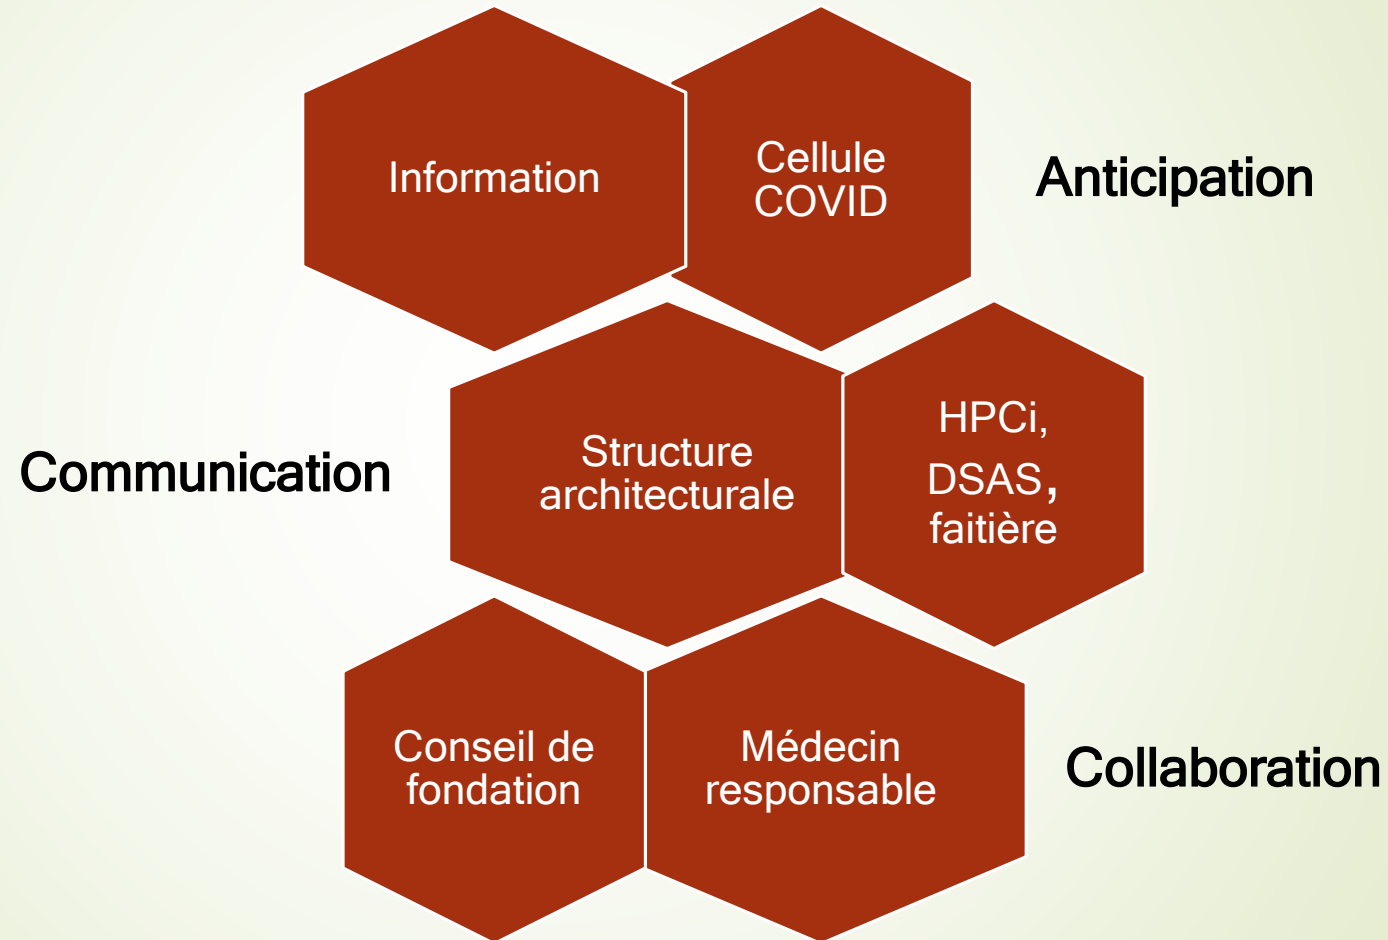 Information
Cellule
COVID
Anticipation
Communication
Structure
architecturale
HPCi,
DSAS,
faitière
Conseil de
fondation
Médecin
responsable
Collaboration